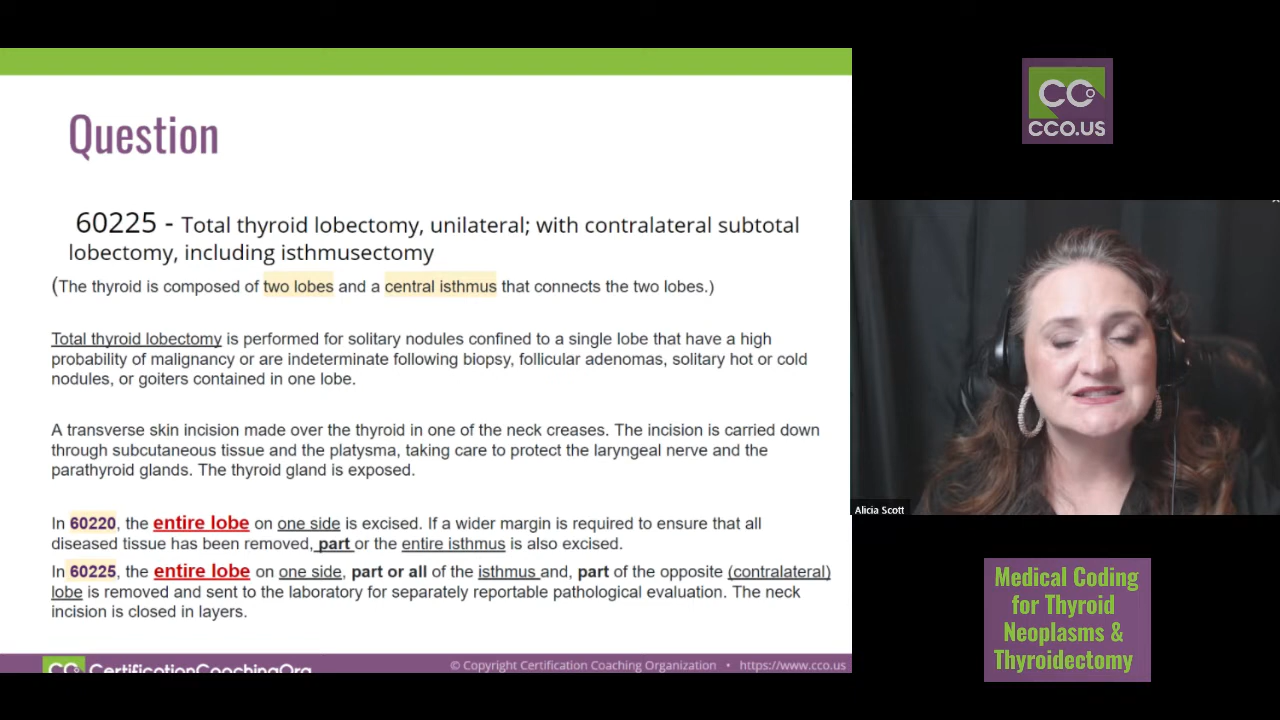 Question
60225 - Total thyroid lobectomy, unilateral; with contralateral subtotal
lobectomy, including isthmusectomy
(The thyroid is composed of two lobes and a central isthmus that connects the two lobes.)
Total thyroid lobectomy is performed for solitary nodules confined to a single lobe that have a high
probability of malignancy or are indeterminate following biopsy, follicular adenomas, solitary hot or cold
nodules, or goiters contained in one lobe.
A transverse skin incision made over the thyroid in one of the neck creases. The incision is carried down
through subcutaneous tissue and the platysma, taking care to protect the laryngeal nerve and the
parathyroid glands. The thyroid gland is exposed.
In 60220, the entire lobe on one side is excised. If a wider margin is required to ensure that all
diseased tissue has been removed, part or the entire isthmus is also excised.
In 60225, the entire lobe on one side, part or all of the isthmus and, part of the opposite (contralateral)
lobe is removed and sent to the laboratory for separately reportable pathological evaluation. The neck
incision is closed in layers.
CCO CertificationCoachingOrg
© Copyright Certification Coaching Organization • https://www.cco.us
CCO
CCO.US
Alicia Scott
Medical Coding
for Thyroid
Neoplasms &
Thyroidectomy